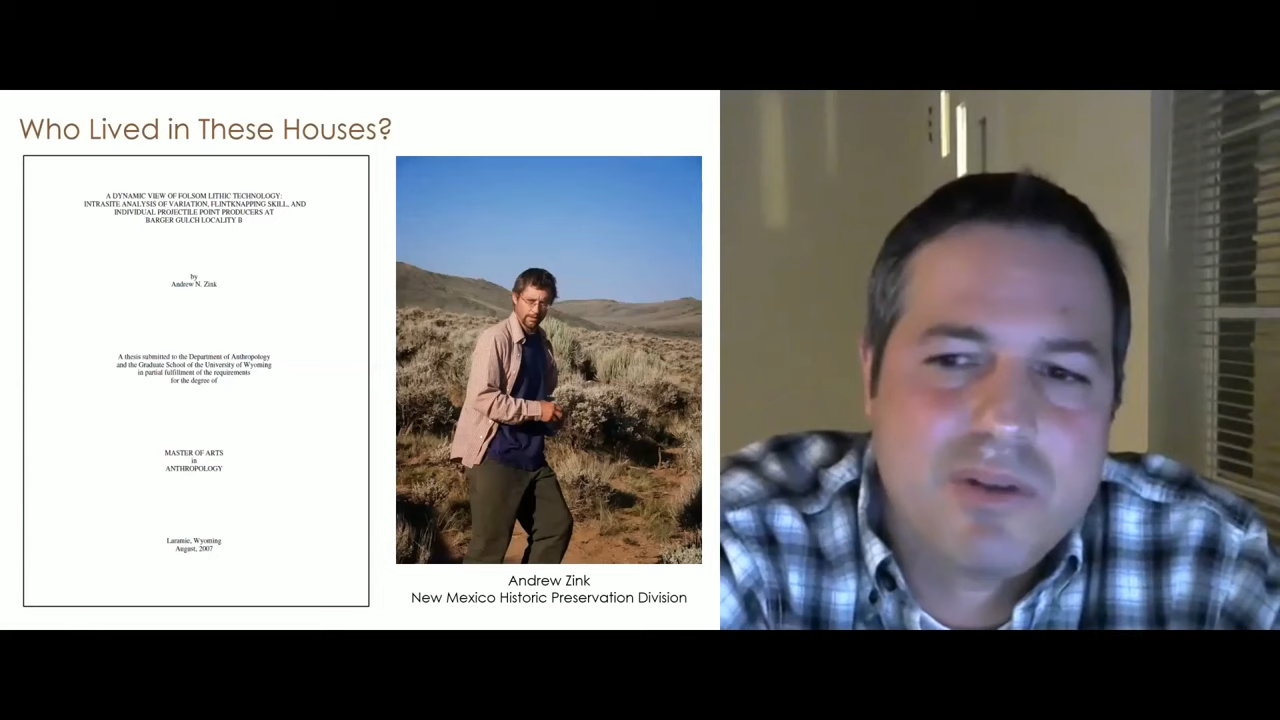 Who Lived in These Houses?
A DYNAMIC VIEW OF FOLSOM LITHIC TECHNOLOGY:
INTRASITE ANALYSIS OF VARIATION, FLINTKNAPPING SKILL, AND
INDIVIDUAL PROJECTILE POINT PRODUCERS AT
BARGER GULCH LOCALITY B
by
Andrew N. Zink
A thesis submitted to the Department of Anthropology
and the Graduate School of the University of Wyoming
in partial fulfillment of the requirements
for the degree of
MASTER OF ARTS
in
ANTHROPOLOGY
Laramie, Wyoming
August, 2007
Andrew Zink
New Mexico Historic Preservation Division